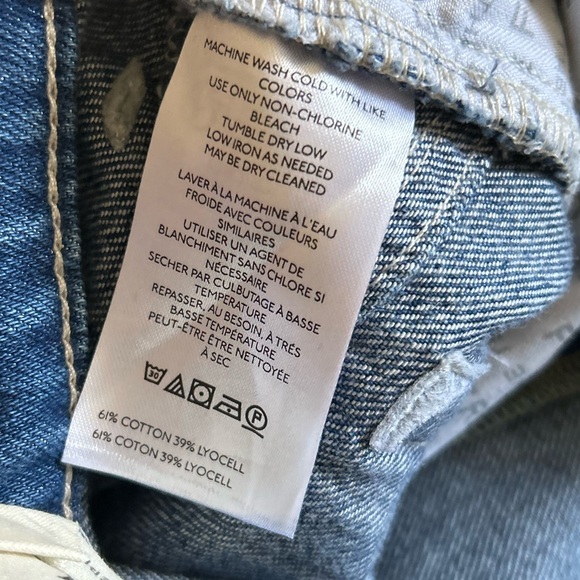 MACHINE WASH COLD WITH LIKE
COLORS
USE ONLY NON-CHLORINE
BLEACH
TUMBLE DRY LOW
LOW IRON AS NEEDED
MAY BE DRY CLEANED
LAVER À LA MACHINE À L'EAU
FROIDE AVEC COULEURS
SIMILAIRES
UTILISER UN AGENT DE
BLANCHIMENT SANS CHLORE SI
NÉCESSAIRE
SECHER PAR CULBUTAGE À BASSE
TEMPERATURE
REPASSER, AU BESOIN, À TRÈS
BASSE TEMPÉRATURE
PEUT-ÊTRE ÊTRE NETTOYÉE
À SEC
30 P
61% COTTON 39% LYOCELL
61% COTON 39% LYOCELL